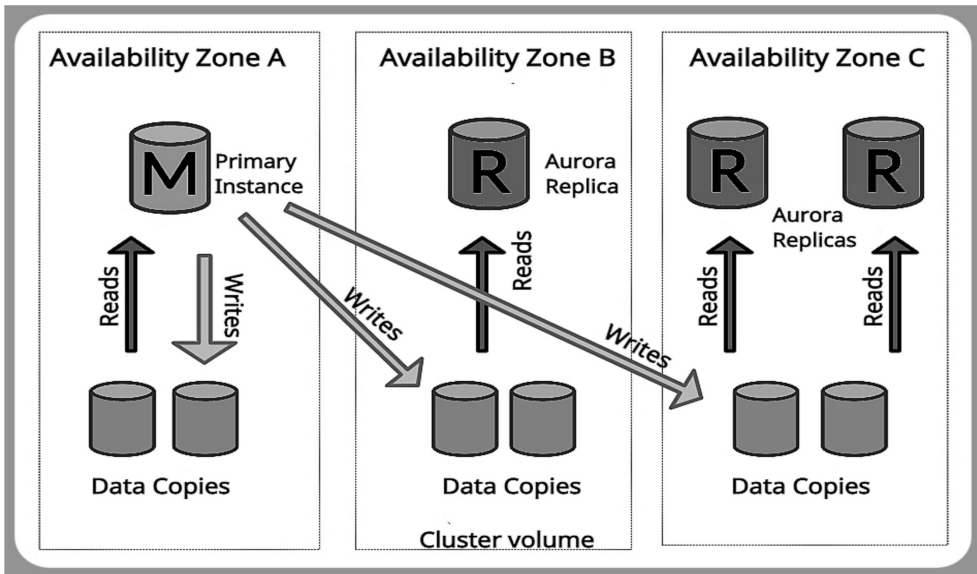 Availability Zone A
Availability Zone B
Availability Zone C
M
Primary
Instance
R
Aurora
Replica
R
R
Aurora
Replicas
Reads
Writes
Writes
Reads
Writes
Reads
Reads
Data Copies
Data Copies
Data Copies
Cluster volume